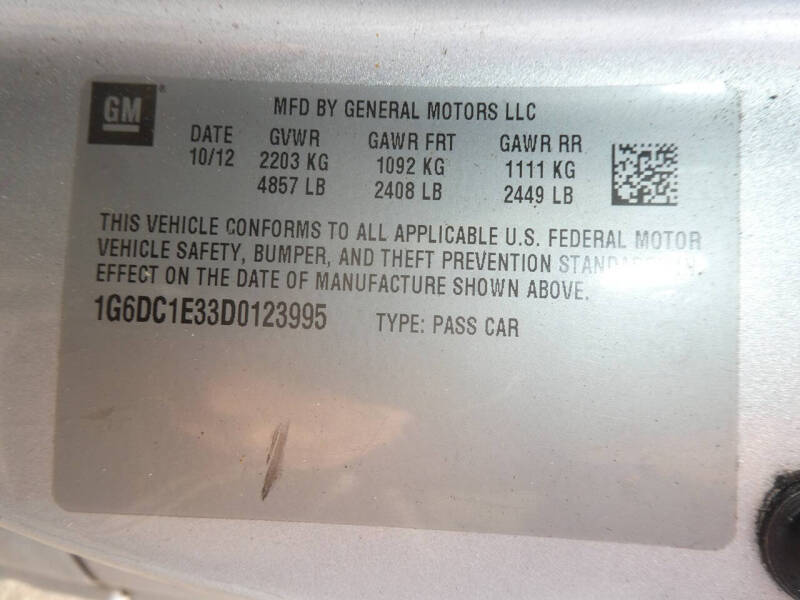 GM ® MFD BY GENERAL MOTORS LLC
DATE GVWR GAWR FRT GAWR RR
10/12 2203 KG 1092 KG 1111 KG
4857 LB 2408 LB 2449 LB
THIS VEHICLE CONFORMS TO ALL APPLICABLE U.S. FEDERAL MOTOR
VEHICLE SAFETY, BUMPER, AND THEFT PREVENTION STANDARDS IN
EFFECT ON THE DATE OF MANUFACTURE SHOWN ABOVE.
1G6DC1E33D0123995 TYPE: PASS CAR